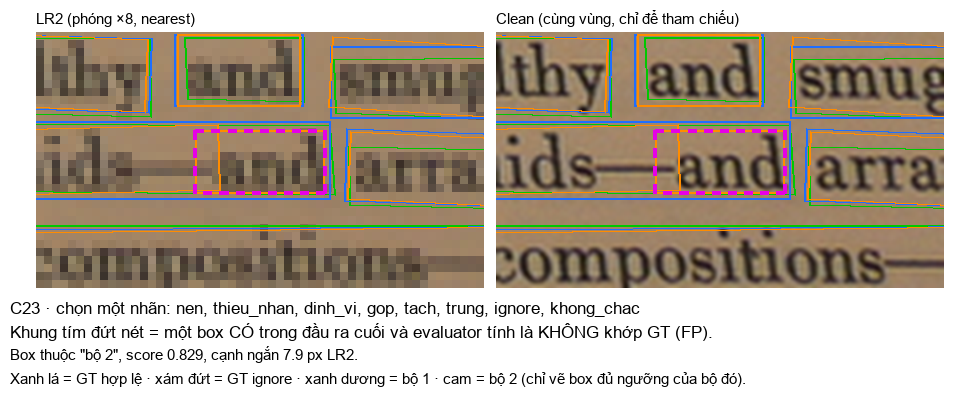 LR2 (phóng ×8, nearest)
Clean (cùng vùng, chỉ để tham chiếu)
lthy and smug
ids—and arra
compositions—
lthy and smug
ids—and arra
compositions—
C23 · chọn một nhãn: nen, thieu_nhan, dinh_vi, gop, tach, trung, ignore, khong_chac
Khung tím đứt nét = một box CÓ trong đầu ra cuối và evaluator tính là KHÔNG khớp GT (FP).
Box thuộc "bộ 2", score 0.829, cạnh ngắn 7.9 px LR2.
Xanh lá = GT hợp lệ · xám đứt = GT ignore · xanh dương = bộ 1 · cam = bộ 2 (chỉ vẽ box đủ ngưỡng của bộ đó).